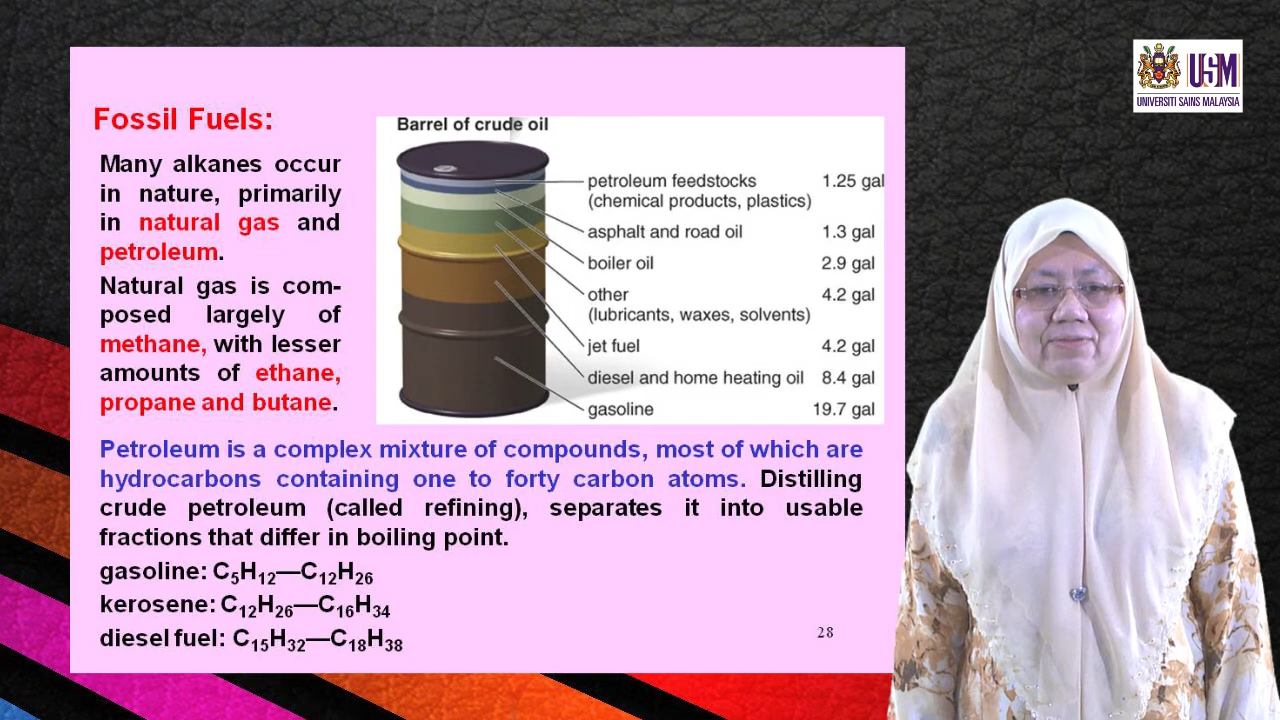 USM
UNIVERSITI SAINS MALAYSIA
Fossil Fuels:
Many alkanes occur
in nature, primarily
in natural gas and
petroleum.
Natural gas is com-
posed largely of
methane, with lesser
amounts of ethane,
propane and butane.
Barrel of crude oil
petroleum feedstocks 1.25 gal
(chemical products, plastics)
asphalt and road oil 1.3 gal
boiler oil 2.9 gal
other 4.2 gal
(lubricants, waxes, solvents)
jet fuel 4.2 gal
diesel and home heating oil 8.4 gal
gasoline 19.7 gal
Petroleum is a complex mixture of compounds, most of which are
hydrocarbons containing one to forty carbon atoms. Distilling
crude petroleum (called refining), separates it into usable
fractions that differ in boiling point.
gasoline: C₅H₁₂—C₁₂H₂₆
kerosene: C₁₂H₂₆—C₁₆H₃₄
diesel fuel: C₁₅H₃₂—C₁₈H₃₈
28